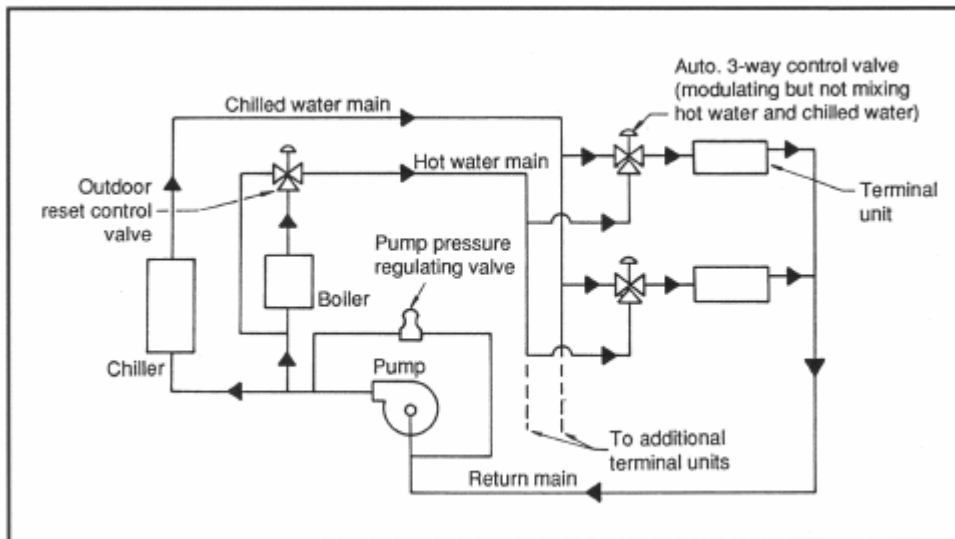 Auto. 3-way control valve
(modulating but not mixing
hot water and chilled water)
Chilled water main
Hot water main
Outdoor
reset control
valve
Terminal
unit
Pump pressure
regulating valve
Boiler
Chiller
Pump
To additional
terminal units
Return main